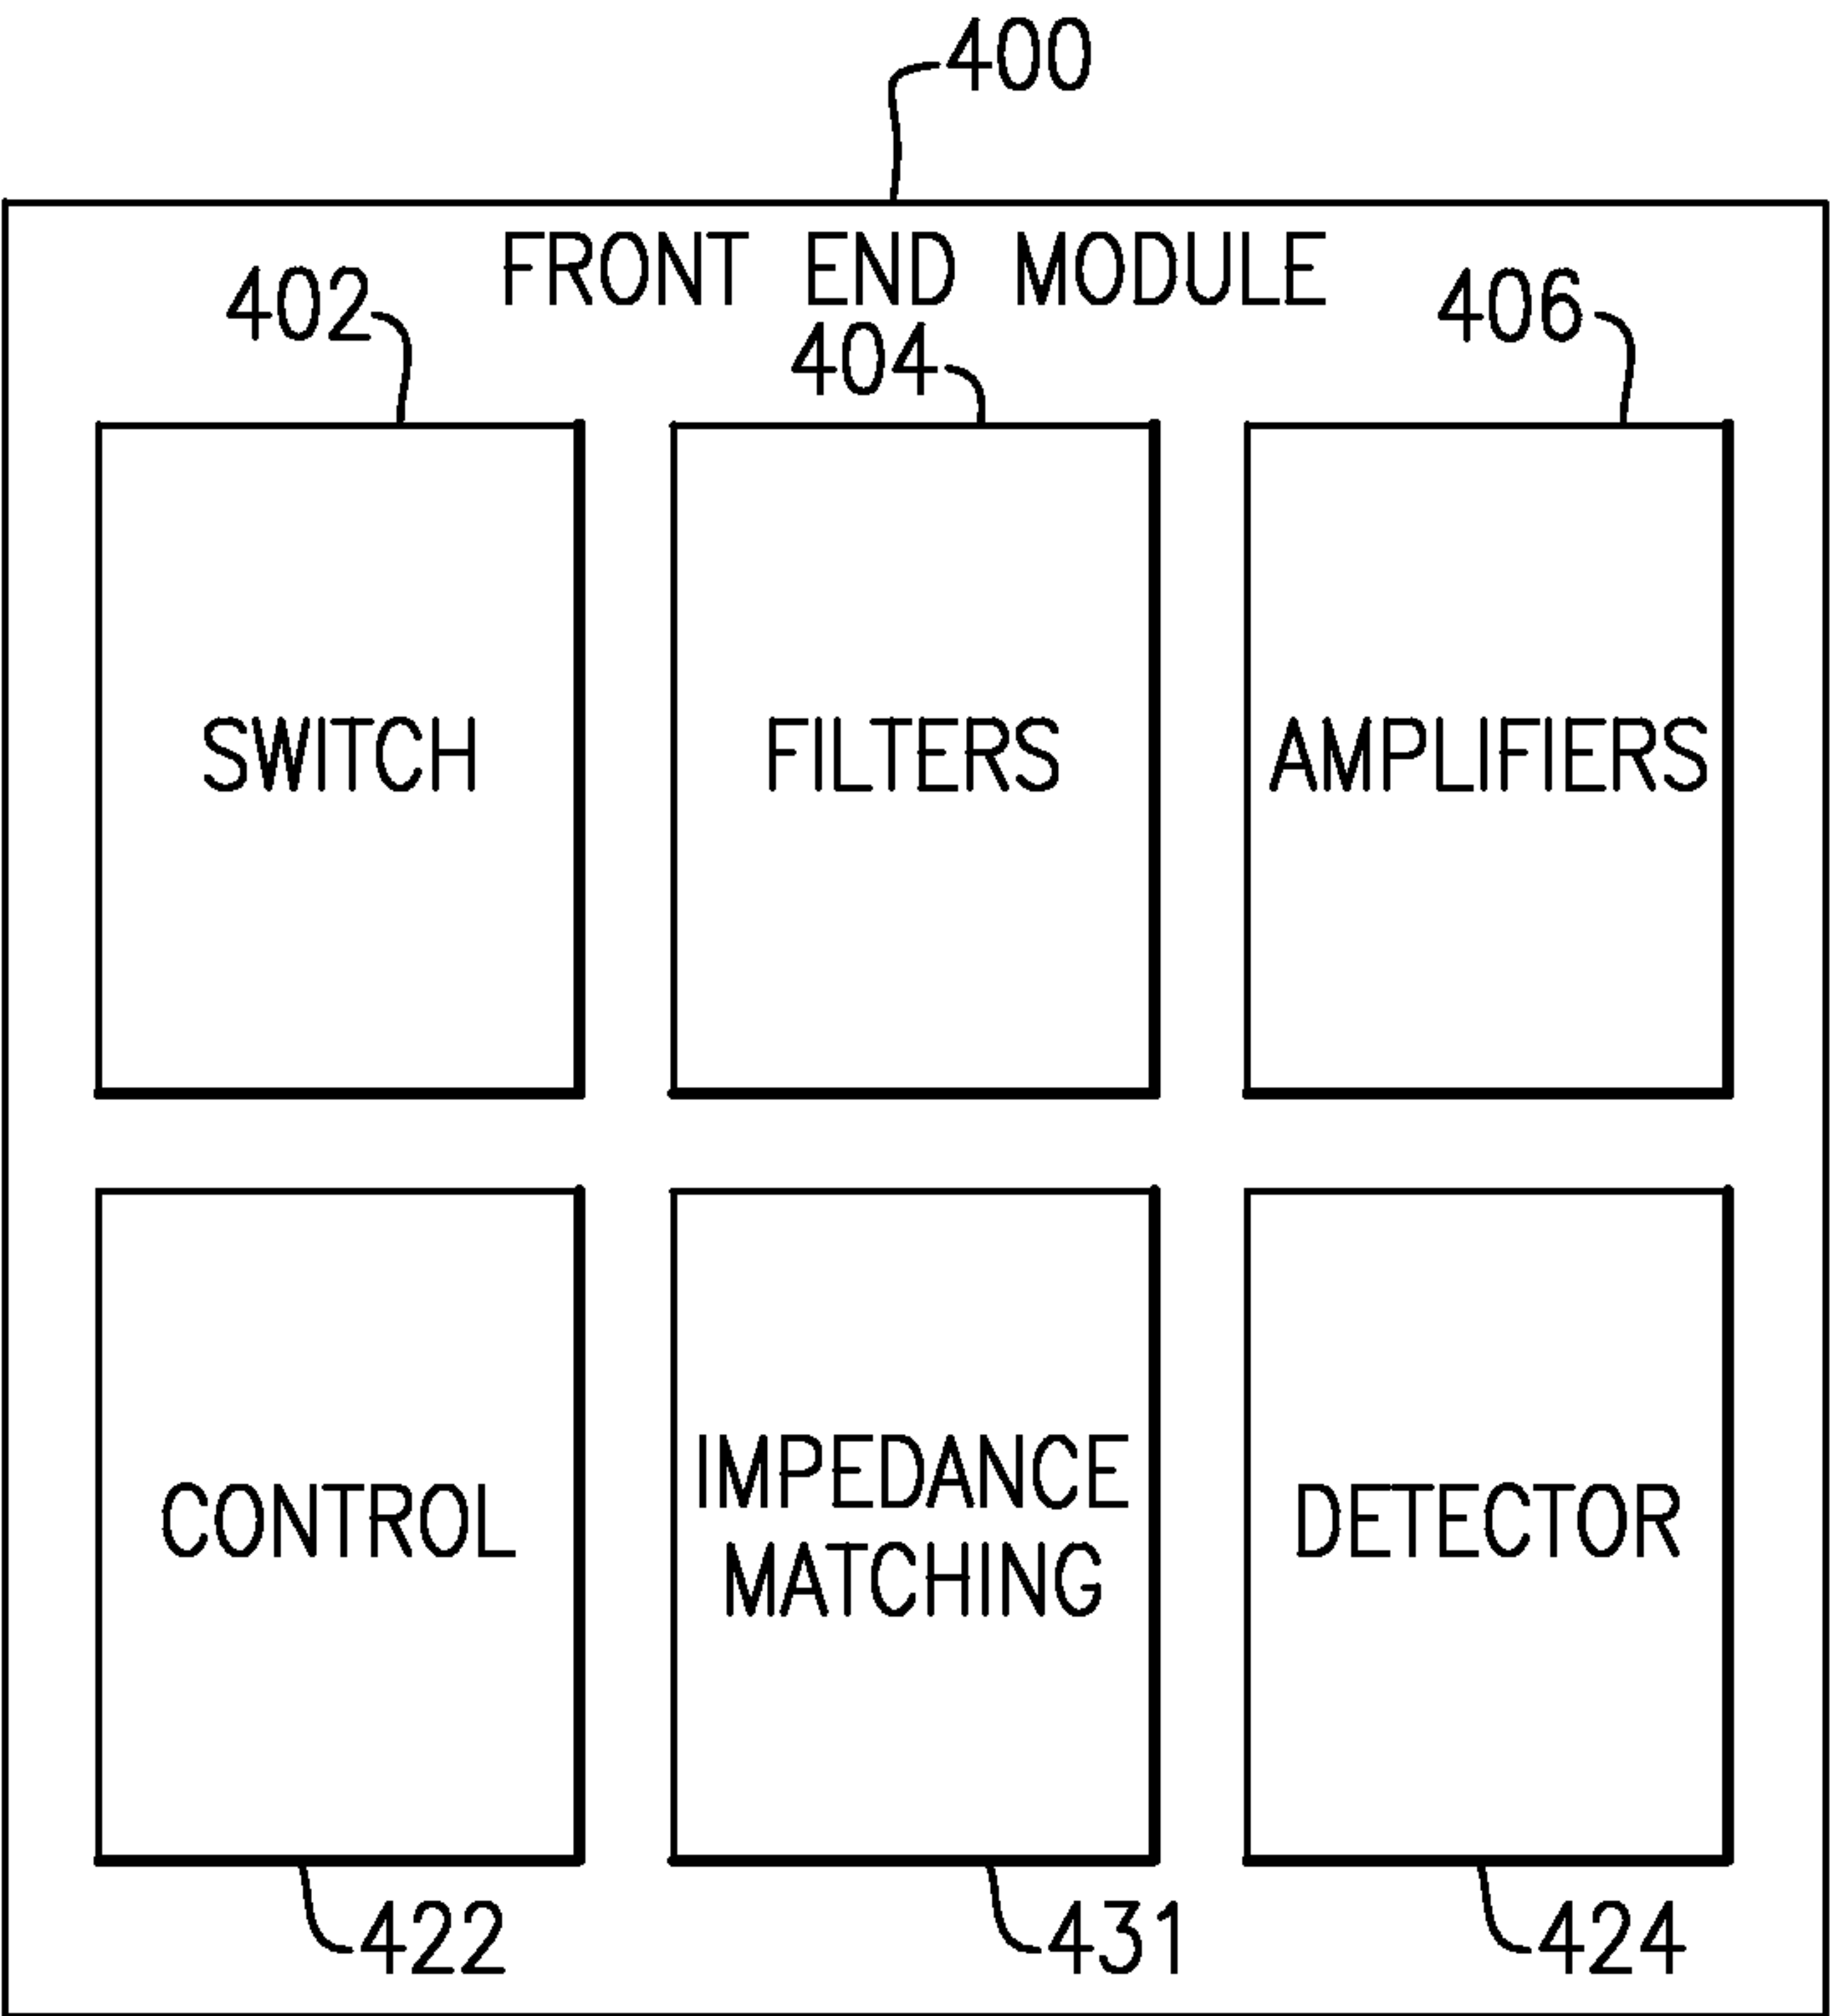 400
FRONT END MODULE
402
404
406
SWITCH
FILTERS
AMPLIFIERS
CONTROL
IMPEDANCE
MATCHING
DETECTOR
422
431
424